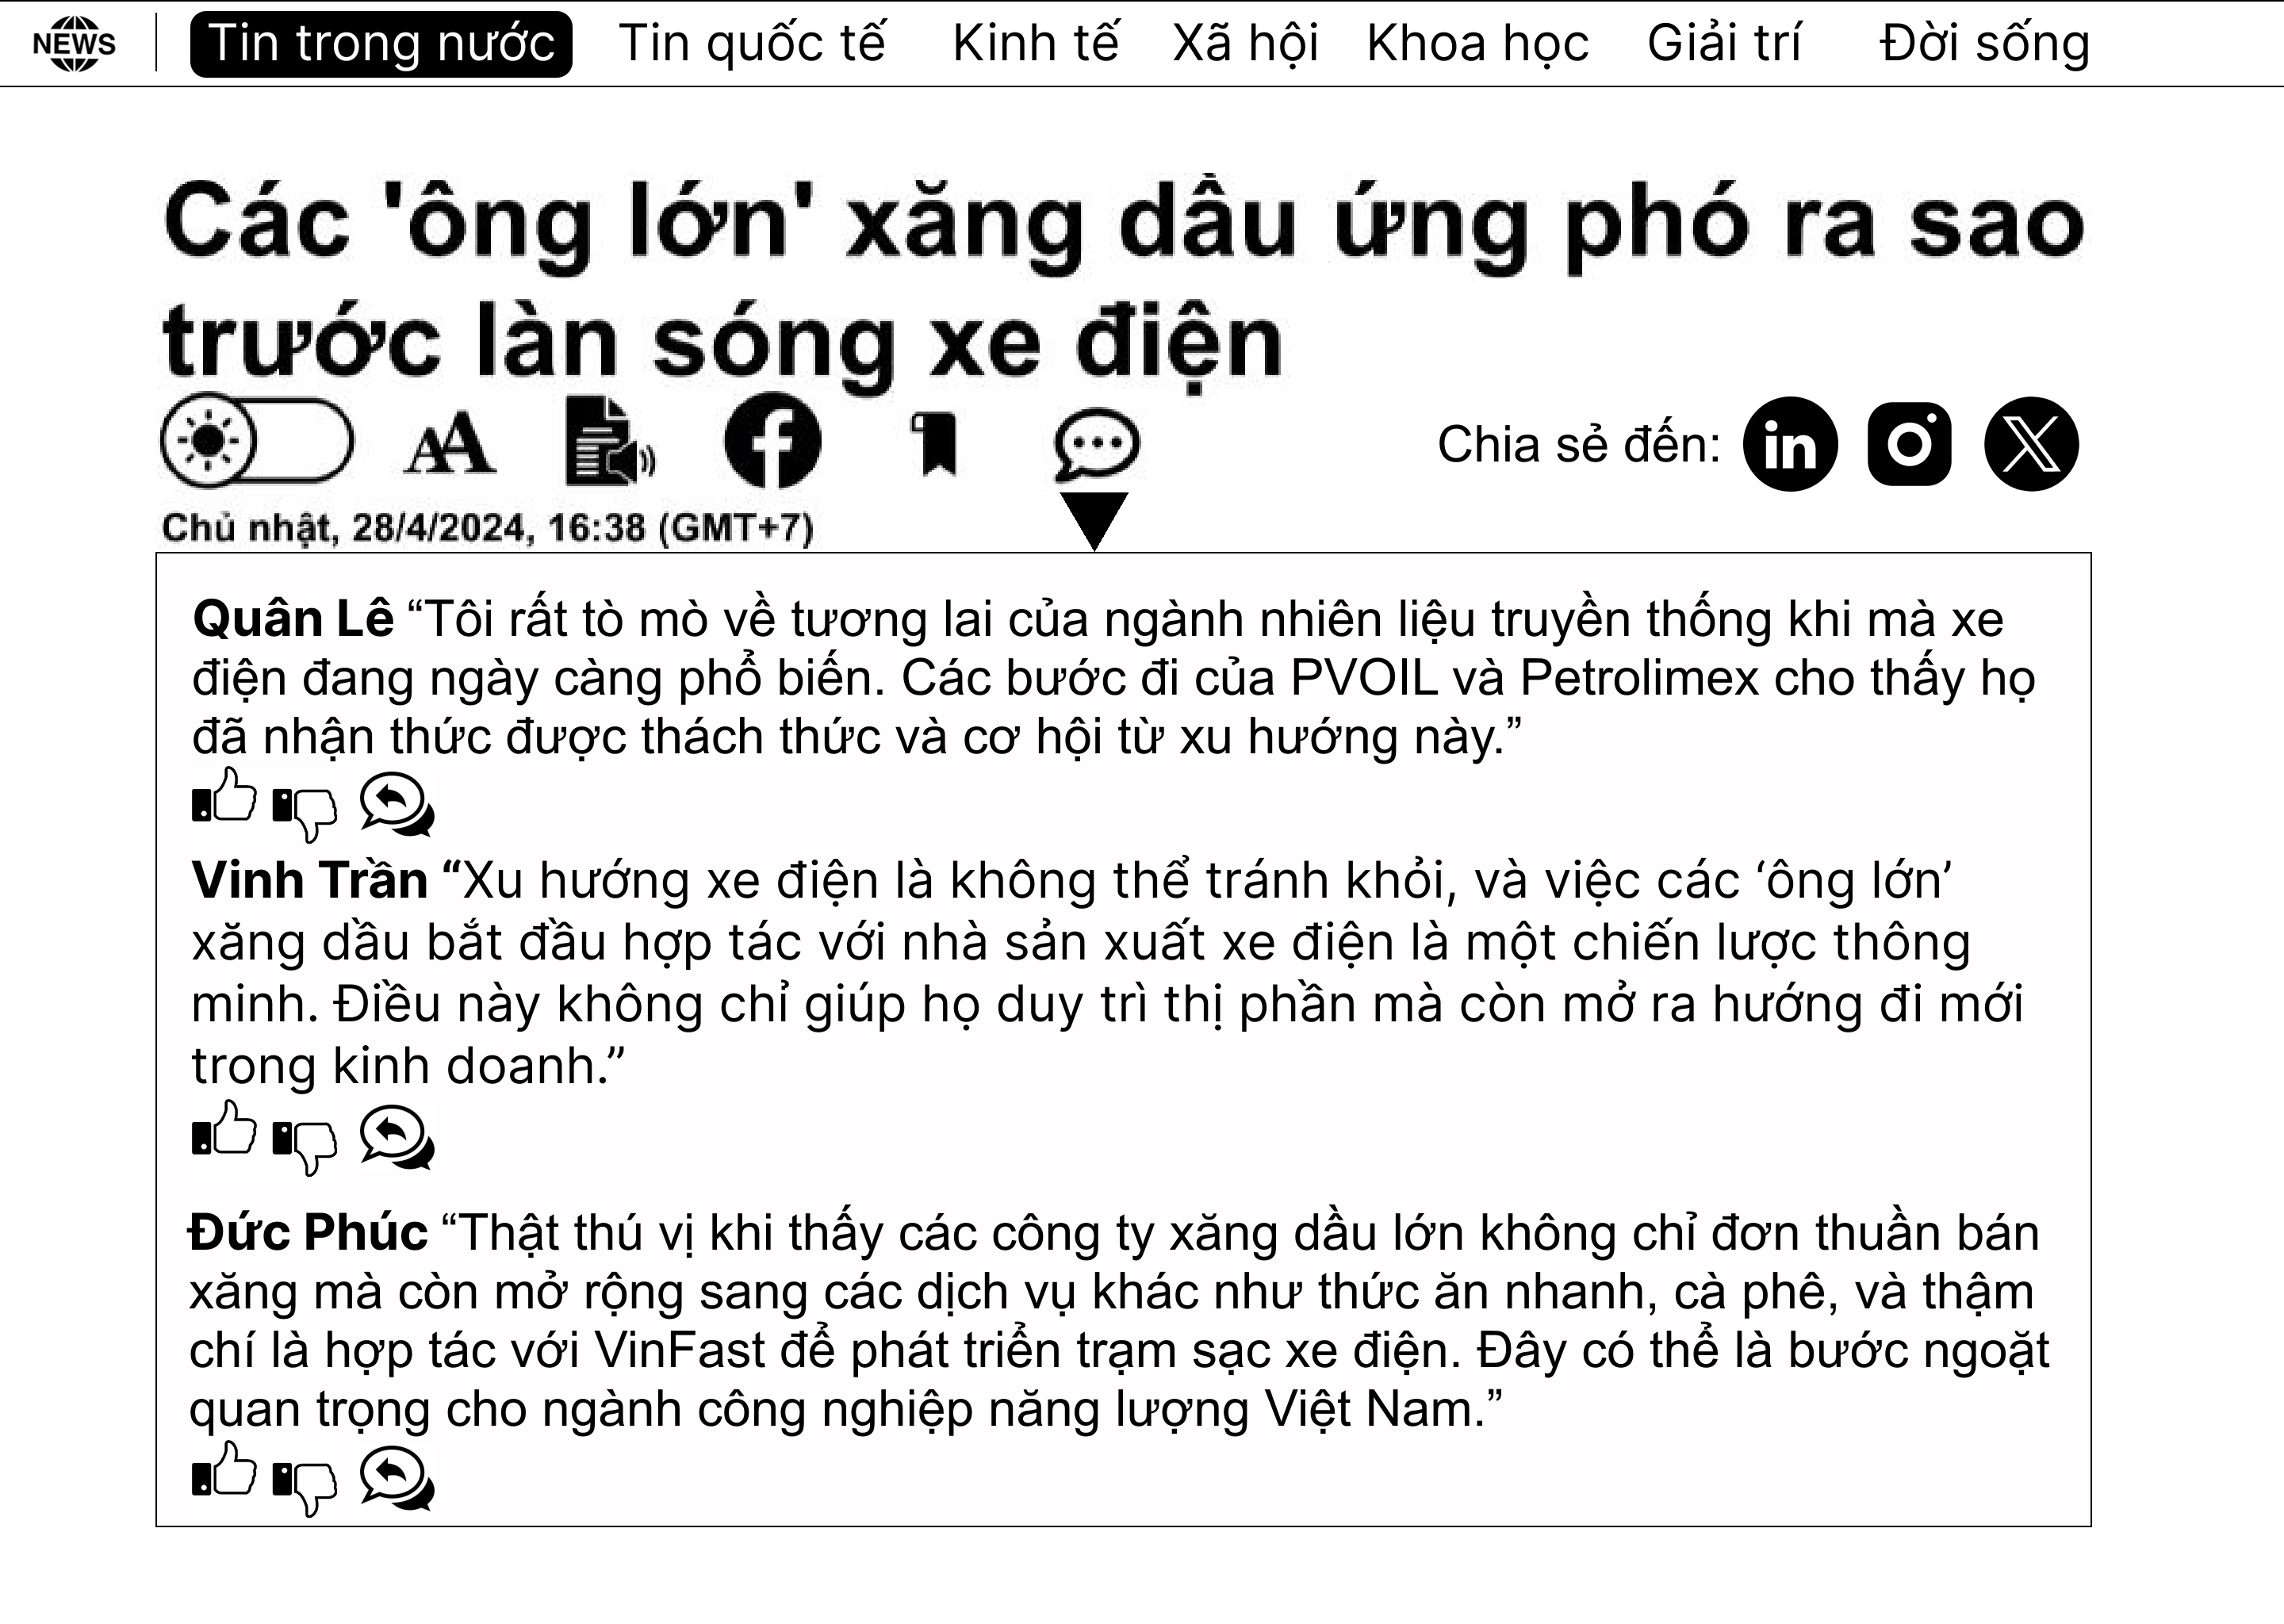 NEWS
Tin trong nước
Tin quốc tế
Kinh tế
Xã hội
Khoa học
Giải trí
Đời sống
Các 'ông lớn' xăng dầu ứng phó ra sao
trước làn sóng xe điện
AA
f
Chia sẻ đến:
in
X
Chủ nhật, 28/4/2024, 16:38 (GMT+7)
Quân Lê “Tôi rất tò mò về tương lai của ngành nhiên liệu truyền thống khi mà xe
điện đang ngày càng phổ biến. Các bước đi của PVOIL và Petrolimex cho thấy họ
đã nhận thức được thách thức và cơ hội từ xu hướng này.”
Vinh Trần “Xu hướng xe điện là không thể tránh khỏi, và việc các ‘ông lớn’
xăng dầu bắt đầu hợp tác với nhà sản xuất xe điện là một chiến lược thông
minh. Điều này không chỉ giúp họ duy trì thị phần mà còn mở ra hướng đi mới
trong kinh doanh.”
Đức Phúc “Thật thú vị khi thấy các công ty xăng dầu lớn không chỉ đơn thuần bán
xăng mà còn mở rộng sang các dịch vụ khác như thức ăn nhanh, cà phê, và thậm
chí là hợp tác với VinFast để phát triển trạm sạc xe điện. Đây có thể là bước ngoặt
quan trọng cho ngành công nghiệp năng lượng Việt Nam.”